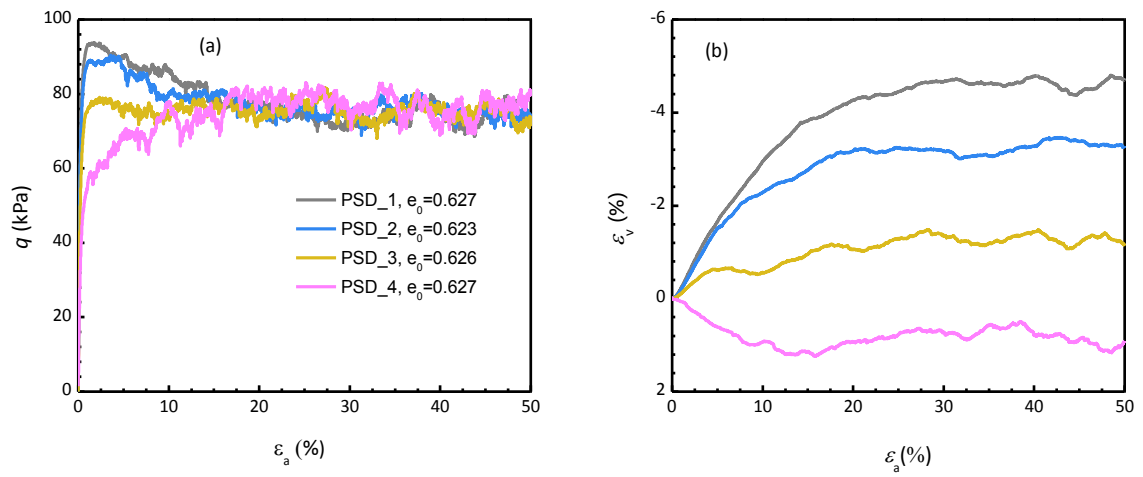 100
80
60
40
20
0
q (kPa)
(a)
PSD_1, e0=0.627
PSD_2, e0=0.623
PSD_3, e0=0.626
PSD_4, e0=0.627
0 10 20 30 40 50
εa (%)
-6
-4
-2
0
2
εv (%)
(b)
0 10 20 30 40 50
εa(%)